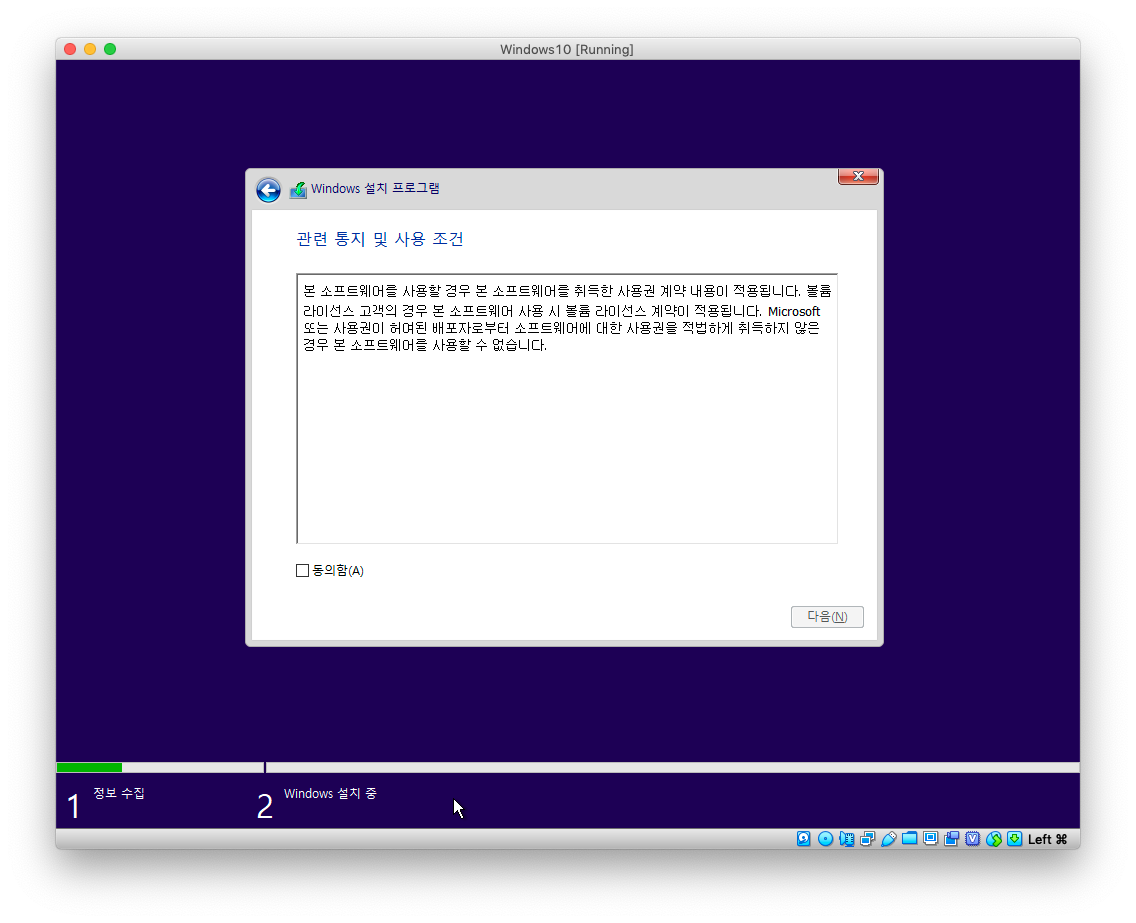 Windows10 [Running]
Windows 설치 프로그램
관련 통지 및 사용 조건
본 소프트웨어를 사용할 경우 본 소프트웨어를 취득한 사용권 계약 내용이 적용됩니다. 볼륨
라이선스 고객의 경우 본 소프트웨어 사용 시 볼륨 라이선스 계약이 적용됩니다. Microsoft
또는 사용권이 허여된 배포자로부터 소프트웨어에 대한 사용권을 적법하게 취득하지 않은
경우 본 소프트웨어를 사용할 수 없습니다.
동의함(A)
다음(N)
1 정보 수집
2 Windows 설치 중
Left ⌘